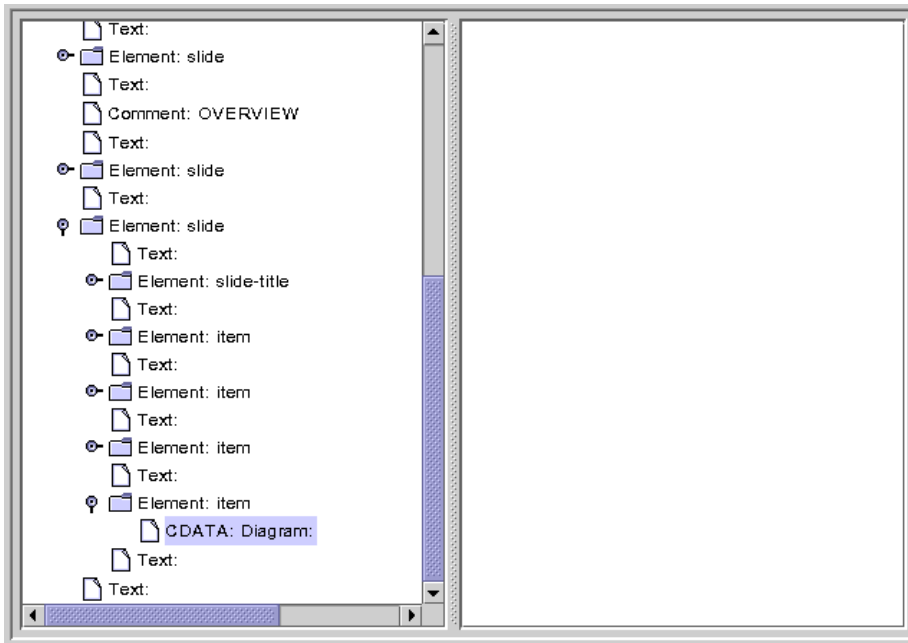 Text:
Element: slide
Text:
Comment: OVERVIEW
Text:
Element: slide
Text:
Element: slide
Text:
Element: slide-title
Text:
Element: item
Text:
Element: item
Text:
Element: item
Text:
Element: item
CDATA: Diagram:
Text:
Text: